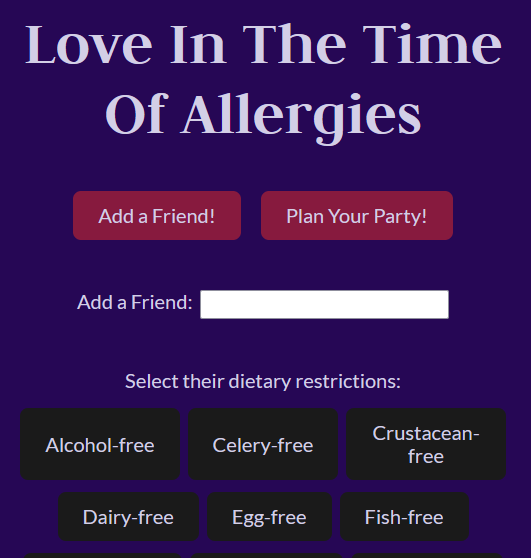 Love In The Time
Of Allergies
Add a Friend!
Plan Your Party!
Add a Friend:
Select their dietary restrictions:
Alcohol-free
Celery-free
Crustacean-
free
Dairy-free
Egg-free
Fish-free